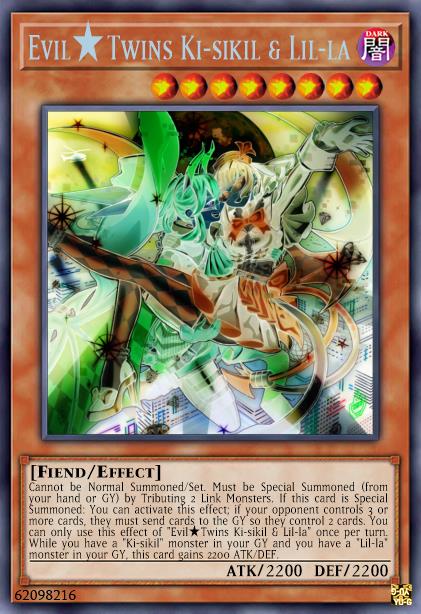 Evil★Twins Ki-sikil & Lil-la
DARK
闇
[Fiend/Effect]
Cannot be Normal Summoned/Set. Must be Special Summoned (from
your hand or GY) by Tributing 2 Link Monsters. If this card is Special
Summoned: You can activate this effect; if your opponent controls 3 or
more cards, they must send cards to the GY so they control 2 cards. You
can only use this effect of "Evil★Twins Ki-sikil & Lil-la" once per turn.
While you have a "Ki-sikil" monster in your GY and you have a "Lil-la"
monster in your GY, this card gains 2200 ATK/DEF.
ATK/2200 DEF/2200
62098216